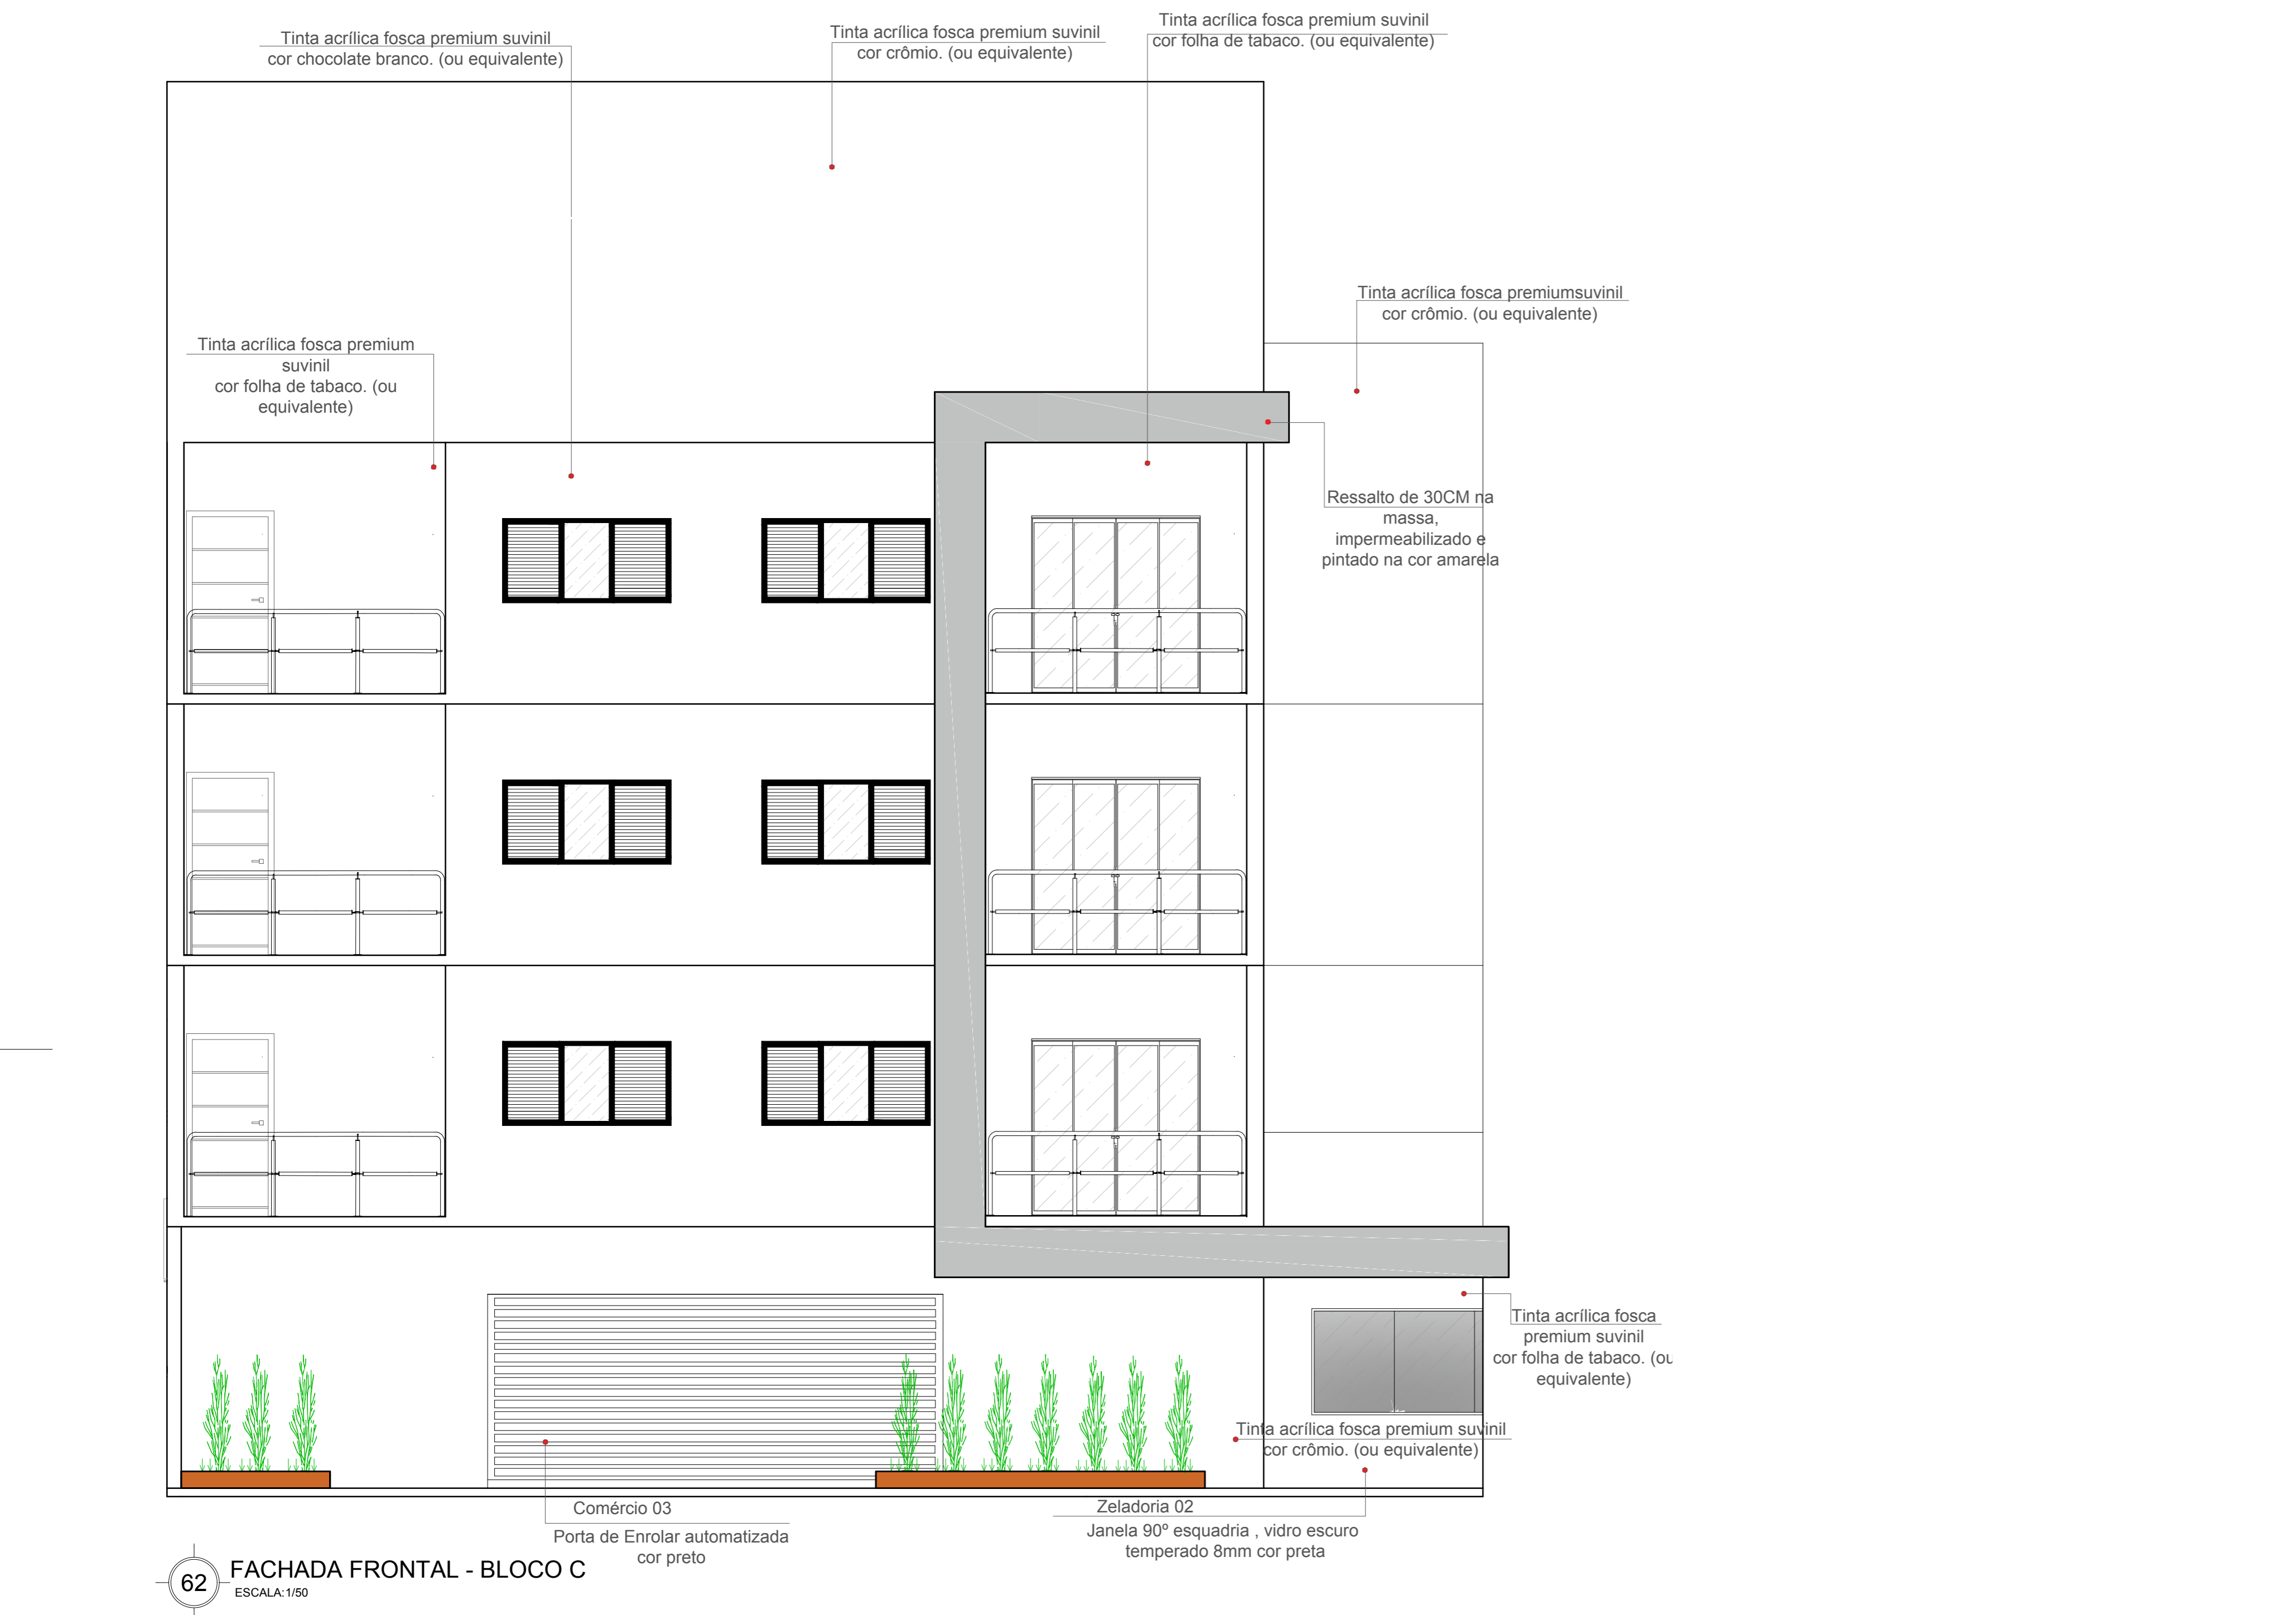 Tinta acrílica fosca premium suvinil
cor chocolate branco. (ou equivalente)
Tinta acrílica fosca premium suvinil
cor crômio. (ou equivalente)
Tinta acrílica fosca premium suvinil
cor folha de tabaco. (ou equivalente)
Tinta acrílica fosca premiumsuvinil
cor crômio. (ou equivalente)
Tinta acrílica fosca premium
suvinil
cor folha de tabaco. (ou
equivalente)
Ressalto de 30CM na
massa,
impermeabilizado e
pintado na cor amarela
Tinta acrílica fosca
premium suvinil
cor folha de tabaco. (ou
equivalente)
Tinta acrílica fosca premium suvinil
cor crômio. (ou equivalente)
Comércio 03
Porta de Enrolar automatizada
cor preto
Zeladoria 02
Janela 90º esquadria , vidro escuro
temperado 8mm cor preta
62
FACHADA FRONTAL - BLOCO C
ESCALA:1/50